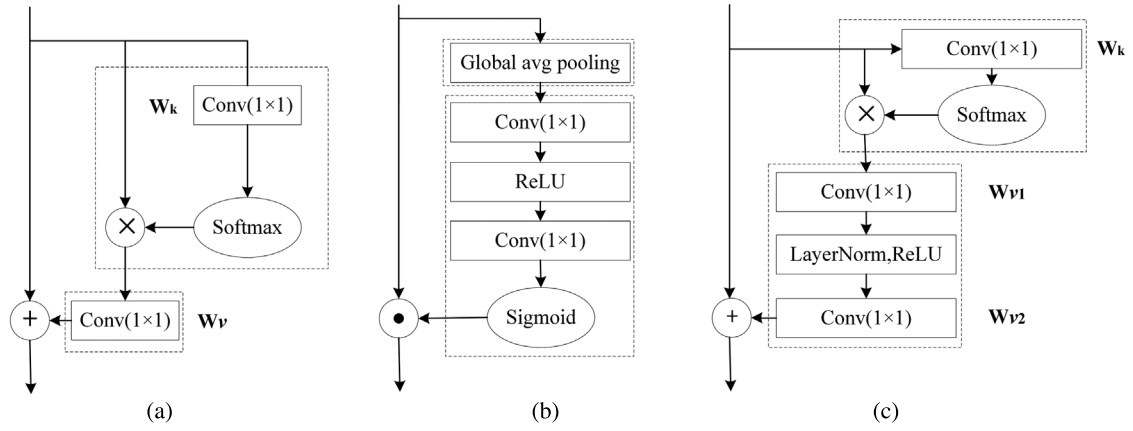 Wk
Conv(1×1)
Softmax
×
+
Conv(1×1)
Wv
(a)
Global avg pooling
Conv(1×1)
ReLU
Conv(1×1)
Sigmoid
(b)
Conv(1×1)
Wk
×
Softmax
Conv(1×1)
Wv1
LayerNorm,ReLU
+
Conv(1×1)
Wv2
(c)